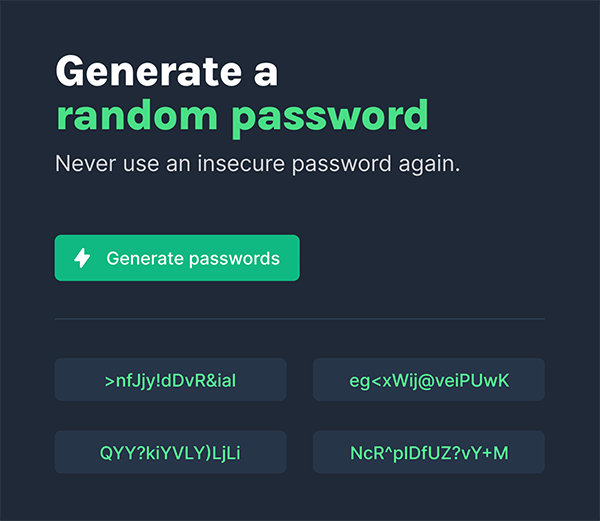 Generate a
random password
Never use an insecure password again.
Generate passwords
>nfJjy!dDvR&iaI
eg<xWij@veiPUwK
QYY?kiYVLY)LjLi
NcR^pIDfUZ?vY+M